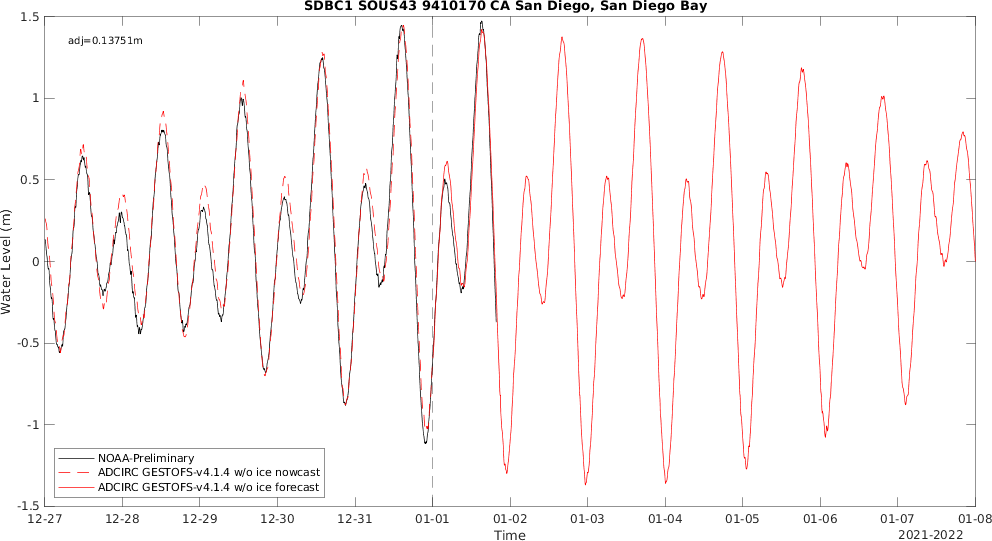 SDBC1 SOUS43 9410170 CA San Diego, San Diego Bay
adj=0.13751m
1.5
1
0.5
0
-0.5
-1
-1.5
Water Level (m)
NOAA-Preliminary
ADCIRC GESTOFS-v4.1.4 w/o ice nowcast
ADCIRC GESTOFS-v4.1.4 w/o ice forecast
12-27 12-28 12-29 12-30 12-31 01-01 01-02 01-03 01-04 01-05 01-06 01-07 01-08
Time
2021-2022